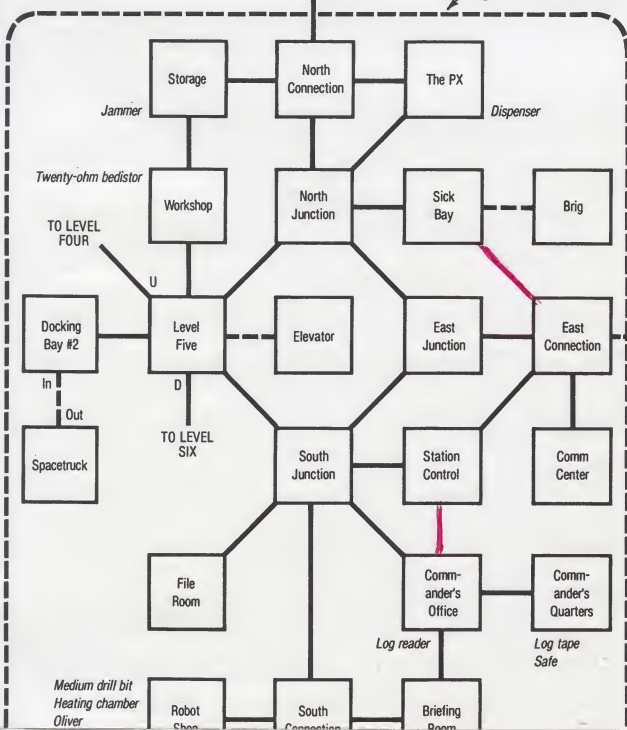 Storage
North
Connection
The PX
Jammer
Dispenser
Twenty-ohm bedistor
Workshop
North
Junction
Sick
Bay
Brig
TO LEVEL
FOUR
U
Docking
Bay #2
Level
Five
Elevator
East
Junction
East
Connection
In
Out
D
TO LEVEL
SIX
Spacetruck
South
Junction
Station
Control
Comm
Center
File
Room
Comm-
ander's
Office
Comm-
ander's
Quarters
Log reader
Log tape
Safe
Medium drill bit
Heating chamber
Oliver
Robot
Shop
South
Connection
Briefing
Room